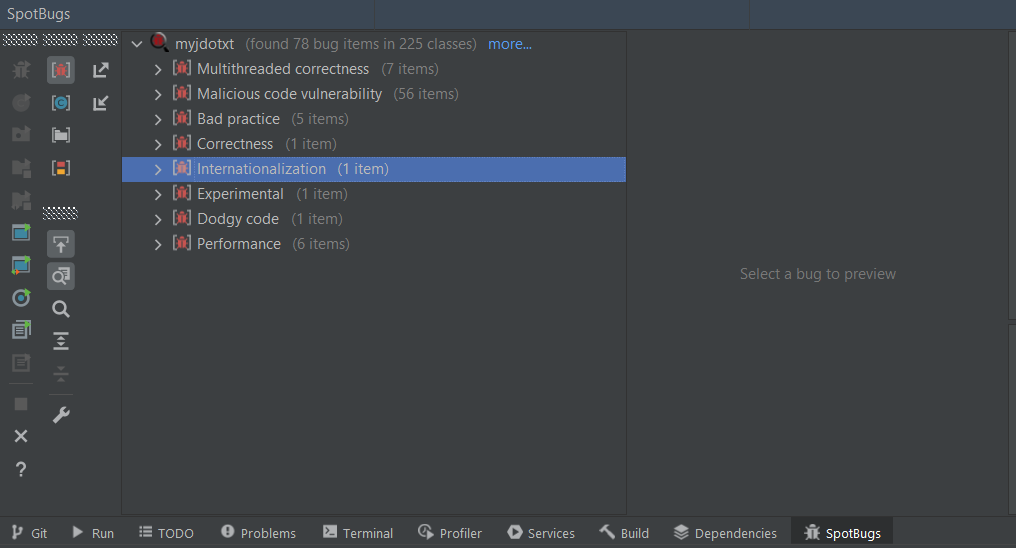 SpotBugs
myjdotxt (found 78 bug items in 225 classes) more...
Multithreaded correctness (7 items)
Malicious code vulnerability (56 items)
Bad practice (5 items)
Correctness (1 item)
Internationalization (1 item)
Experimental (1 item)
Dodgy code (1 item)
Performance (6 items)
Select a bug to preview
Git Run TODO Problems Terminal Profiler Services Build Dependencies SpotBugs